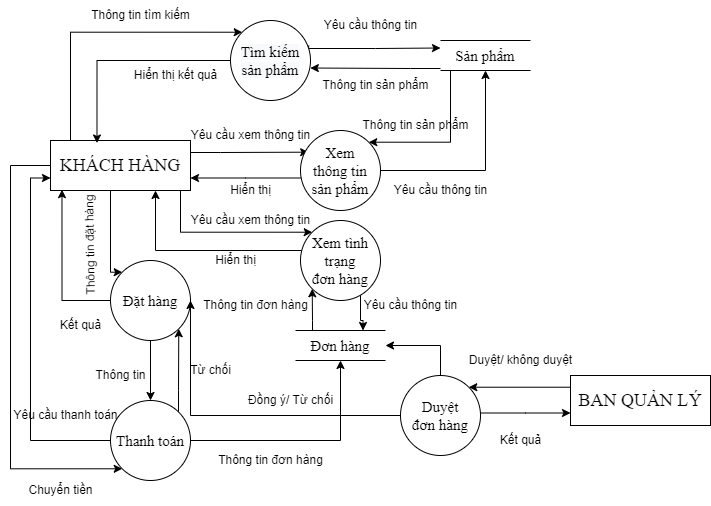 Thông tin tìm kiếm
Yêu cầu thông tin
Tìm kiếm
sản phẩm
Sản phẩm
Hiển thị kết quả
Thông tin sản phẩm
Thông tin sản phẩm
Yêu cầu xem thông tin
KHÁCH HÀNG
Xem
thông tin
sản phẩm
Hiển thị
Yêu cầu thông tin
Thông tin đặt hàng
Yêu cầu xem thông tin
Xem tình
trạng
đơn hàng
Hiển thị
Đặt hàng
Thông tin đơn hàng
Yêu cầu thông tin
Kết quả
Đơn hàng
Thông tin
Từ chối
Duyệt/ không duyệt
Đồng ý/ Từ chối
BAN QUẢN LÝ
Duyệt
đơn hàng
Yêu cầu thanh toán
Thanh toán
Kết quả
Thông tin đơn hàng
Chuyển tiền